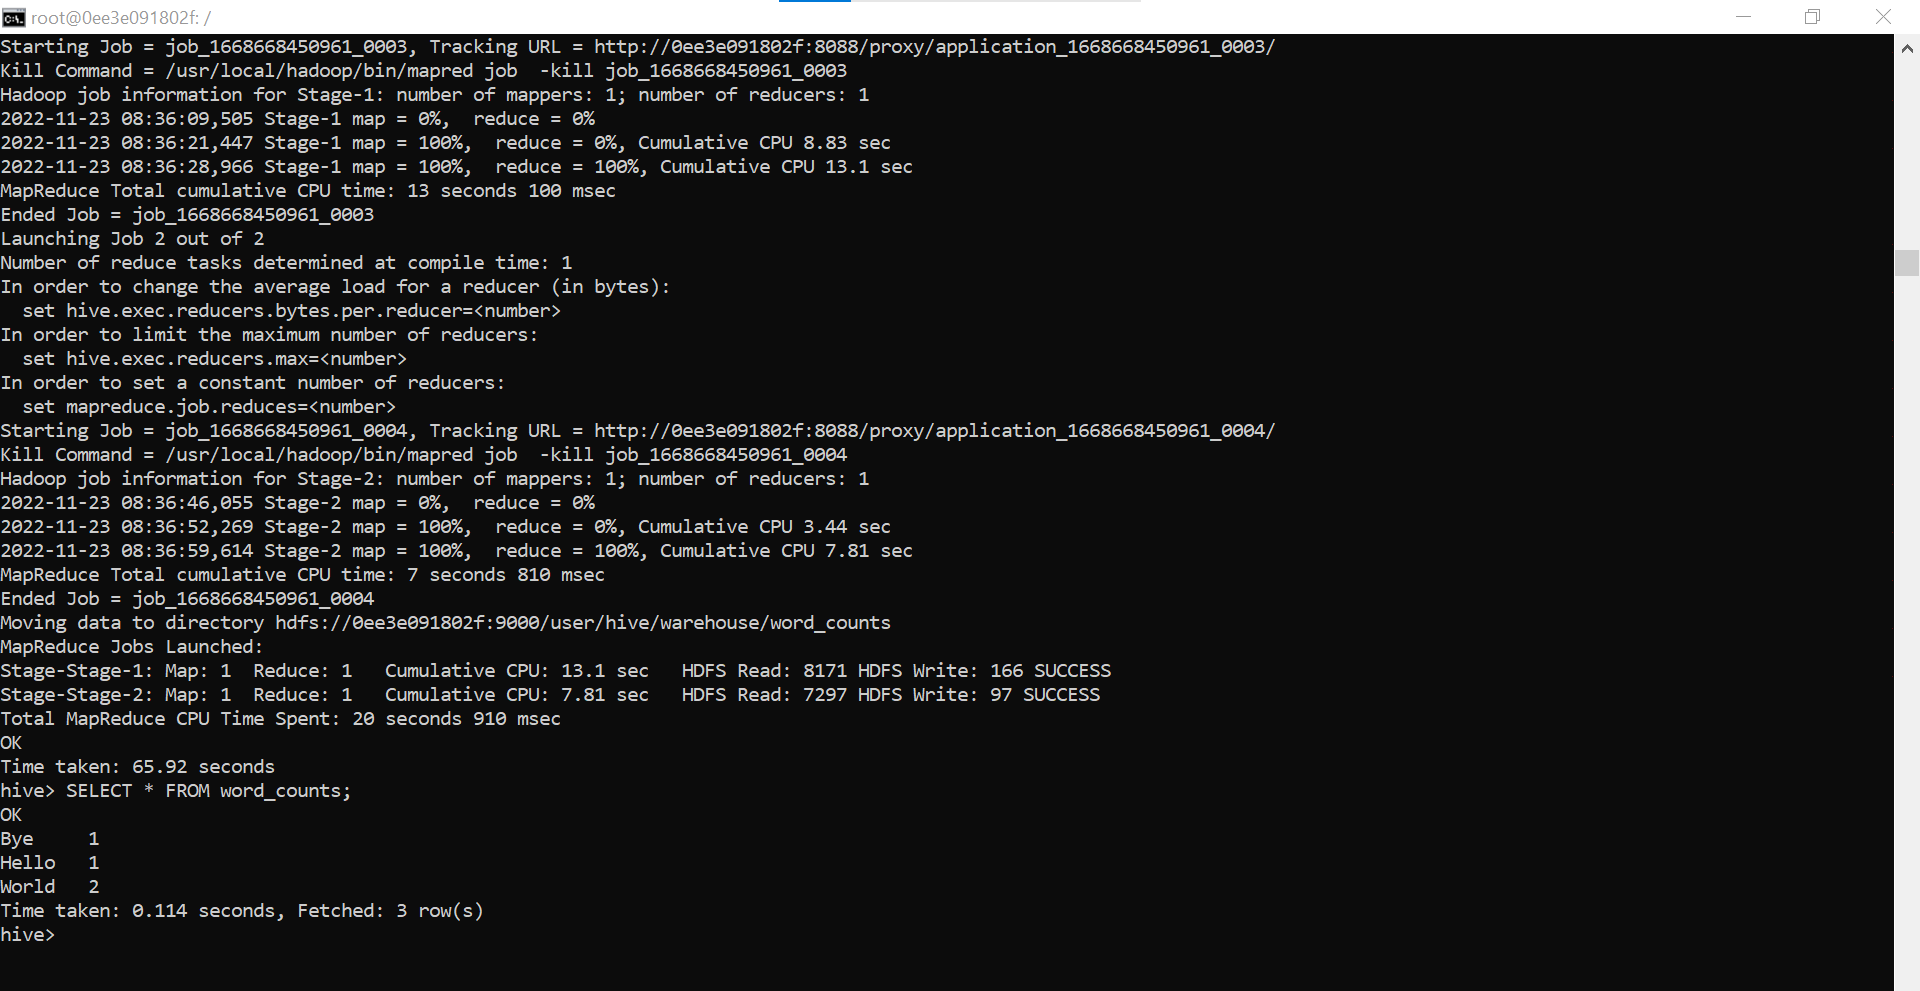 root@0ee3e091802f: /
Starting Job = job_1668668450961_0003, Tracking URL = http://0ee3e091802f:8088/proxy/application_1668668450961_0003/
Kill Command = /usr/local/hadoop/bin/mapred job  -kill job_1668668450961_0003
Hadoop job information for Stage-1: number of mappers: 1; number of reducers: 1
2022-11-23 08:36:09,505 Stage-1 map = 0%,  reduce = 0%
2022-11-23 08:36:21,447 Stage-1 map = 100%,  reduce = 0%, Cumulative CPU 8.83 sec
2022-11-23 08:36:28,966 Stage-1 map = 100%,  reduce = 100%, Cumulative CPU 13.1 sec
MapReduce Total cumulative CPU time: 13 seconds 100 msec
Ended Job = job_1668668450961_0003
Launching Job 2 out of 2
Number of reduce tasks determined at compile time: 1
In order to change the average load for a reducer (in bytes):
  set hive.exec.reducers.bytes.per.reducer=<number>
In order to limit the maximum number of reducers:
  set hive.exec.reducers.max=<number>
In order to set a constant number of reducers:
  set mapreduce.job.reduces=<number>
Starting Job = job_1668668450961_0004, Tracking URL = http://0ee3e091802f:8088/proxy/application_1668668450961_0004/
Kill Command = /usr/local/hadoop/bin/mapred job  -kill job_1668668450961_0004
Hadoop job information for Stage-2: number of mappers: 1; number of reducers: 1
2022-11-23 08:36:46,055 Stage-2 map = 0%,  reduce = 0%
2022-11-23 08:36:52,269 Stage-2 map = 100%,  reduce = 0%, Cumulative CPU 3.44 sec
2022-11-23 08:36:59,614 Stage-2 map = 100%,  reduce = 100%, Cumulative CPU 7.81 sec
MapReduce Total cumulative CPU time: 7 seconds 810 msec
Ended Job = job_1668668450961_0004
Moving data to directory hdfs://0ee3e091802f:9000/user/hive/warehouse/word_counts
MapReduce Jobs Launched:
Stage-Stage-1: Map: 1  Reduce: 1   Cumulative CPU: 13.1 sec   HDFS Read: 8171 HDFS Write: 166 SUCCESS
Stage-Stage-2: Map: 1  Reduce: 1   Cumulative CPU: 7.81 sec   HDFS Read: 7297 HDFS Write: 97 SUCCESS
Total MapReduce CPU Time Spent: 20 seconds 910 msec
OK
Time taken: 65.92 seconds
hive> SELECT * FROM word_counts;
OK
Bye     1
Hello   1
World   2
Time taken: 0.114 seconds, Fetched: 3 row(s)
hive>